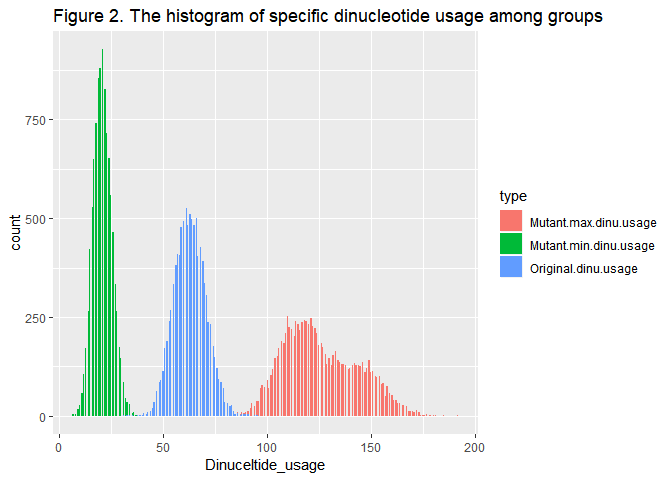 Figure 2. The histogram of specific dinucleotide usage among groups
750
500
250
0
count
0 50 100 150 200
Dinuceltide_usage
type
Mutant.max.dinu.usage
Mutant.min.dinu.usage
Original.dinu.usage